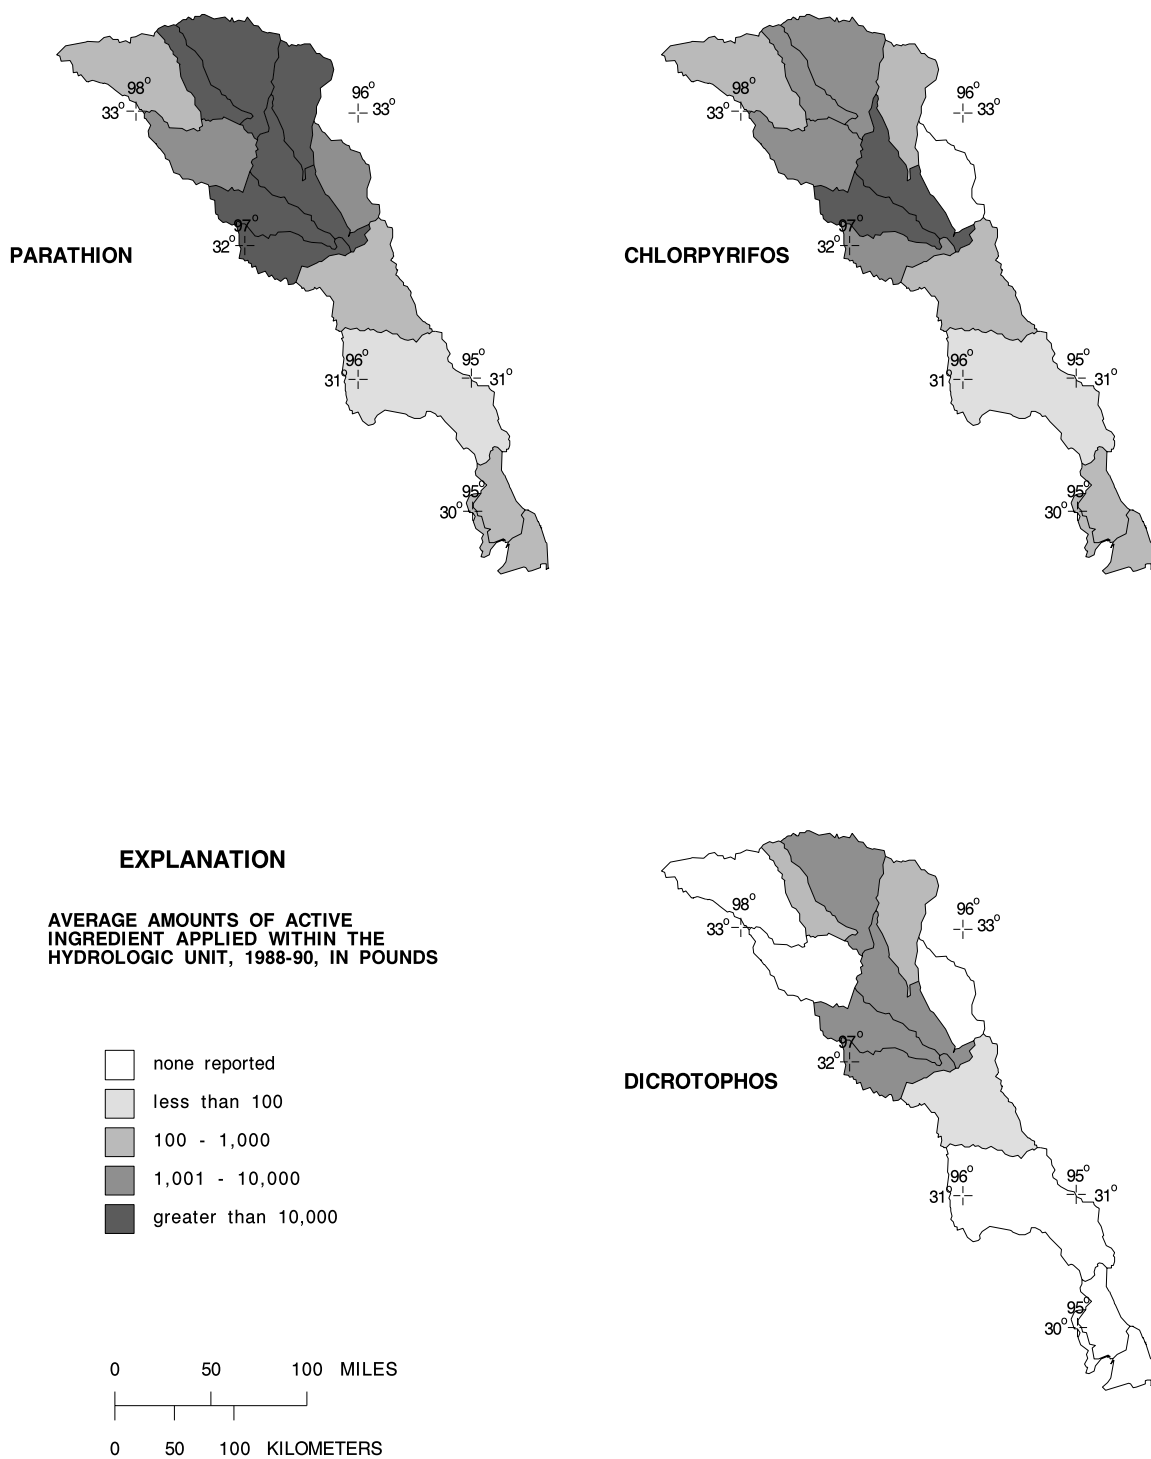 98°
33°
96°
33°
97°
32°
PARATHION
96°
31°
95°
31°
95°
30°
98°
33°
96°
33°
97°
32°
CHLORPYRIFOS
96°
31°
95°
31°
95°
30°
EXPLANATION
AVERAGE AMOUNTS OF ACTIVE
INGREDIENT APPLIED WITHIN THE
HYDROLOGIC UNIT, 1988-90, IN POUNDS
none reported
less than 100
100 - 1,000
1,001 - 10,000
greater than 10,000
0 50 100 MILES
0 50 100 KILOMETERS
98°
33°
96°
33°
97°
32°
DICROTOPHOS
96°
31°
95°
31°
95°
30°